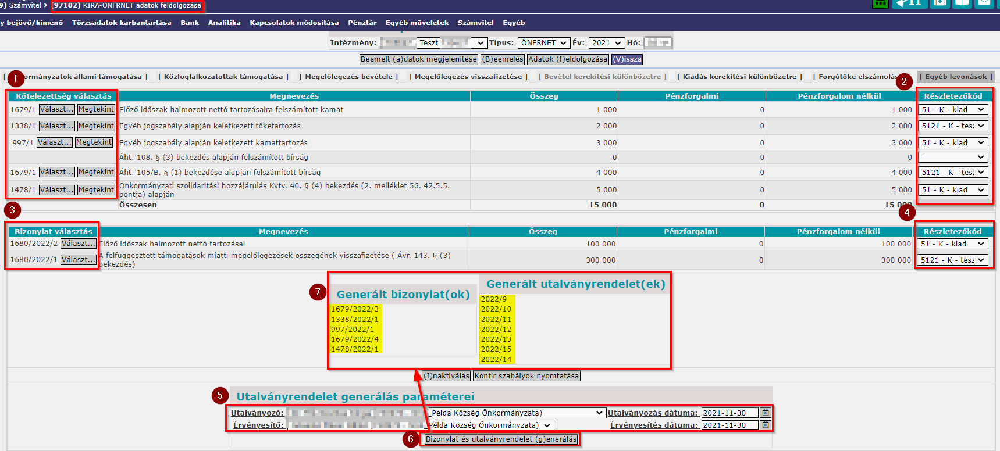 9) Számvitel > (97102) KIRA-ÖNFRNET adatok feldolgozása
11
y bejövő/kimenő Törzsadatok karbantartása Bank Analitika Kapcsolatok módosítása Pénztár Egyéb műveletek Számvitel Egyéb
Intézmény: Teszt Típus: ÖNFRNET Év: 2021 Hó:
Beemelt (a)datok megjelenítése (B)eemelés Adatok (f)eldolgozása (V)issza
[ ormányzatok állami támogatása ] [ Közfoglalkozatottak támogatása ] [ Megelőlegezés bevétele ] [ Megelőlegezés visszafizetése ] [ Bevétel kerekítési különbözetre ] [ Kiadás kerekítési különbözetre ] [ Forgótőke elszámolás [ Egyéb levonások ]
1
2
Kötelezettség választás Megnevezés Összeg Pénzforgalmi Pénzforgalom nélkül Részletezőkód
1679/1 Választ... Megtekint Előző időszak halmozott nettó tartozásaira felszámított kamat 1 000 0 1 000 51 - K - kiad
1338/1 Választ... Megtekint Egyéb jogszabály alapján keletkezett tőketartozás 2 000 0 2 000 5121 - K - tesz
997/1 Választ... Megtekint Egyéb jogszabály alapján keletkezett kamattartozás 3 000 0 3 000 51 - K - kiad
Áht. 108. § (3) bekezdés alapján felszámított bírság 0 0 0 -
1679/1 Választ... Megtekint Áht. 105/B. § (1) bekezdése alapján felszámított bírság 4 000 0 4 000 5121 - K - tesz
1478/1 Választ... Megtekint Önkormányzati szolidaritási hozzájárulás Kvtv. 40. § (4) bekezdés (2. melléklet 56. 42.5.5. pontja) alapján 5 000 0 5 000 51 - K - kiad
Összesen 15 000 0 15 000
3
4
Bizonylat választás Megnevezés Összeg Pénzforgalmi Pénzforgalom nélkül Részletezőkód
1680/2022/2 Választ... Előző időszak halmozott nettó tartozásai 100 000 0 100 000 51 - K - kiad
1680/2022/1 Választ... A felfüggesztett támogatások miatti megelőlegezések összegének visszafizetése ( Ávr. 143. § (3) bekezdés) 300 000 0 300 000 5121 - K - tesz
7
Generált bizonylat(ok)
1679/2022/3
1338/2022/1
997/2022/1
1679/2022/4
1478/2022/1
Generált utalványrendelet(ek)
2022/9
2022/10
2022/11
2022/12
2022/13
2022/15
2022/14
(I)naktiválás Kontír szabályok nyomtatása
5
Utalványrendelet generálás paraméterei
Utalványozó: Példa Község Önkormányzata) Utalványozás dátuma: 2021-11-30
Érvényesítő: Példa Község Önkormányzata) Érvényesítés dátuma: 2021-11-30
6
Bizonylat és utalványrendelet (g)enerálás